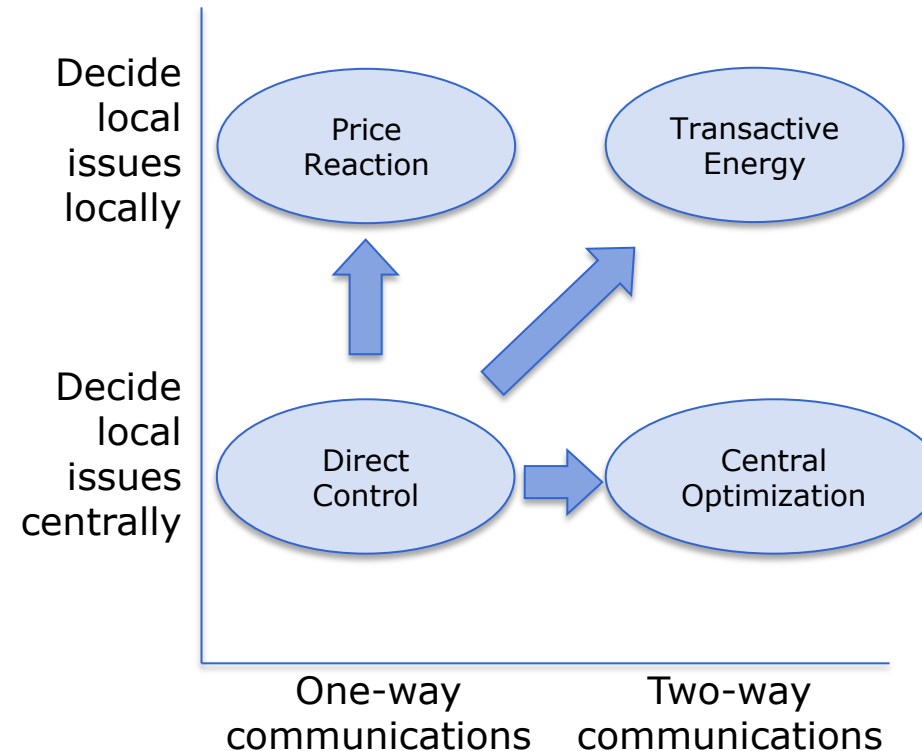 Decide
local
issues
locally
Price
Reaction
Transactive
Energy
Decide
local
issues
centrally
Direct
Control
Central
Optimization
One-way
communications
Two-way
communications